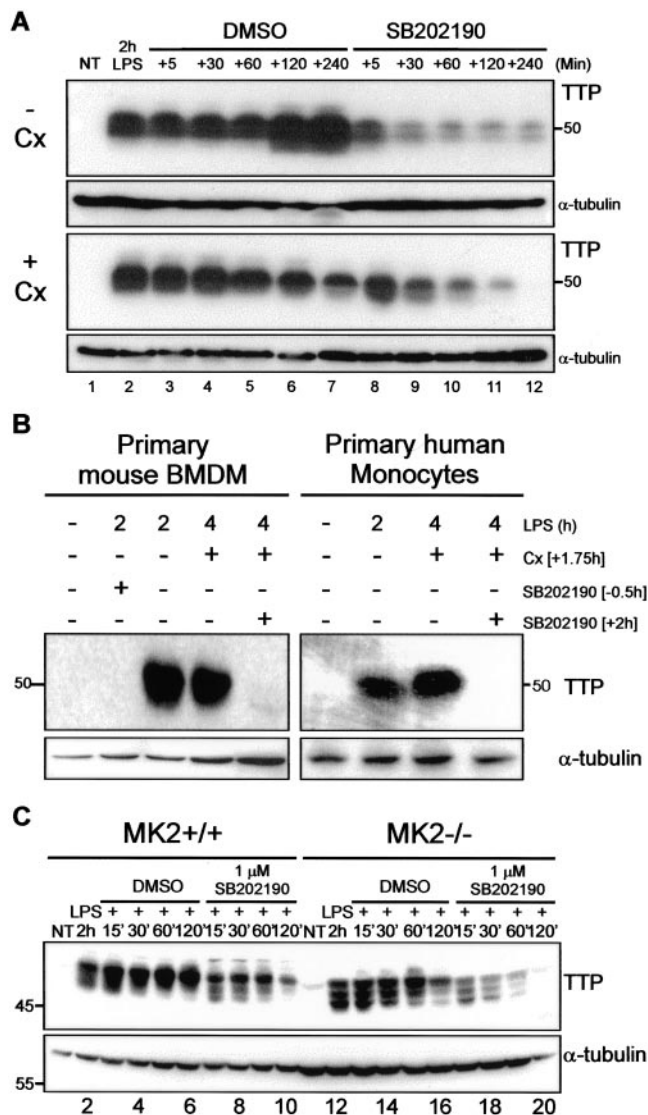 A
DMSO SB202190
2h
NT LPS +5 +30 +60 +120 +240 +5 +30 +60 +120 +240 (Min)
- Cx TTP
-50
α-tubulin
+ Cx TTP
-50
α-tubulin
1 2 3 4 5 6 7 8 9 10 11 12
B
Primary mouse BMDM Primary human Monocytes
- 2 2 4 4 - 2 4 4 LPS (h)
- - - + + - - + + Cx [+1.75h]
- + - - - - - - - SB202190 [-0.5h]
- - - - + - - - + SB202190 [+2h]
50- -50 TTP
α-tubulin
C
MK2+/+ MK2-/-
1 μM 1 μM
DMSO SB202190 DMSO SB202190
LPS + + + + + + + + LPS + + + + + + + +
NT 2h 15' 30' 60' 120' 15' 30' 60' 120' NT 2h 15' 30' 60' 120' 15' 30' 60' 120'
TTP
45-
α-tubulin
55-
2 4 6 8 10 12 14 16 18 20